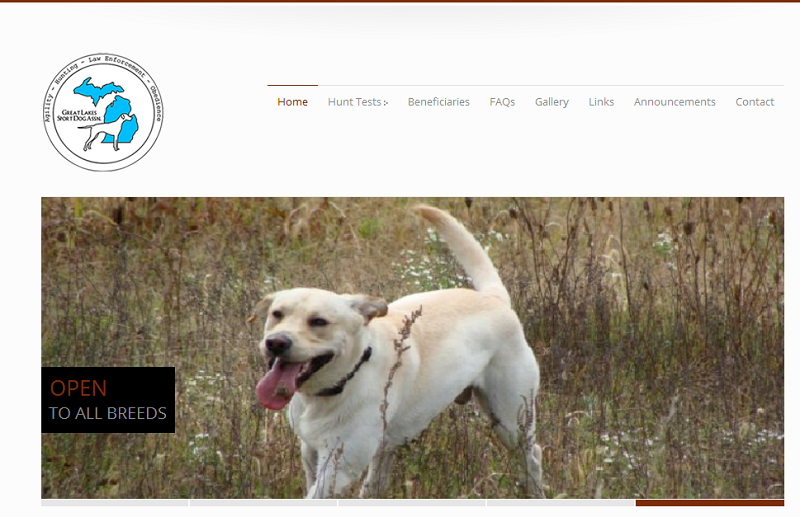 Agility ~ Hunting ~ Law Enforcement ~ Obedience
GREAT LAKES
SPORT DOG ASSN.
Home
Hunt Tests >
Beneficiaries
FAQs
Gallery
Links
Announcements
Contact
OPEN
TO ALL BREEDS